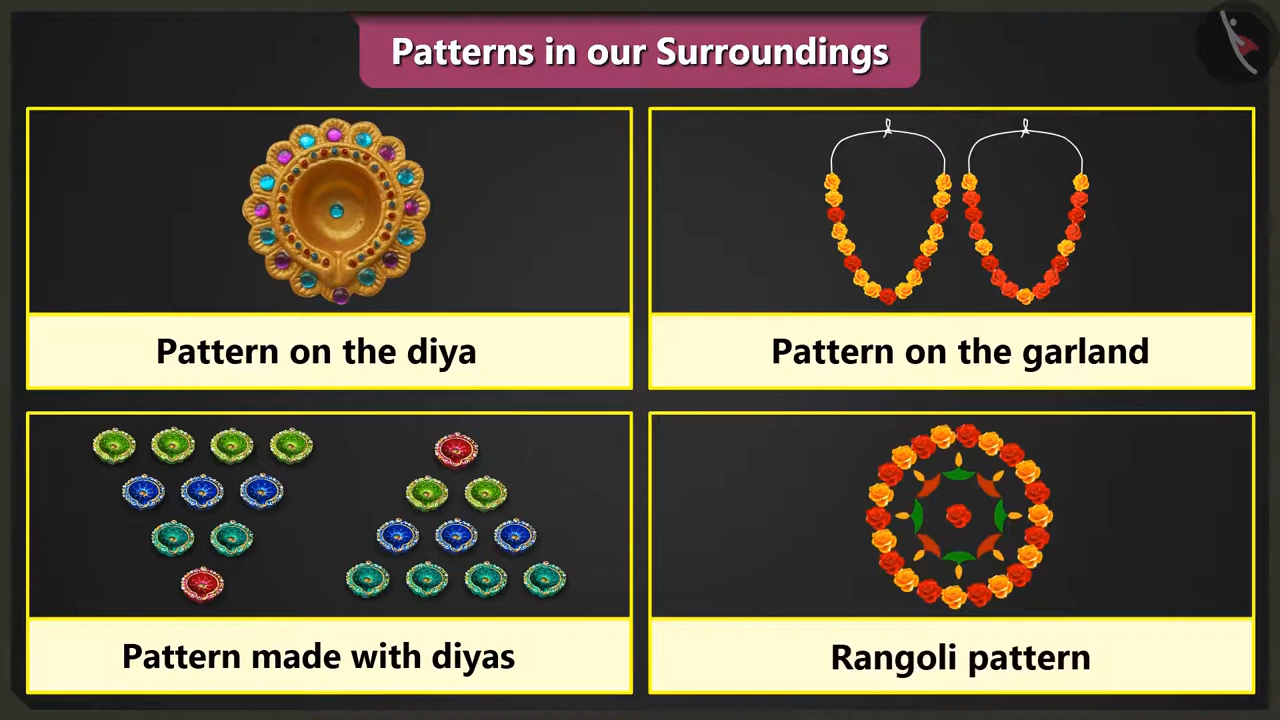 Patterns in our Surroundings
Pattern on the diya
Pattern on the garland
Pattern made with diyas
Rangoli pattern